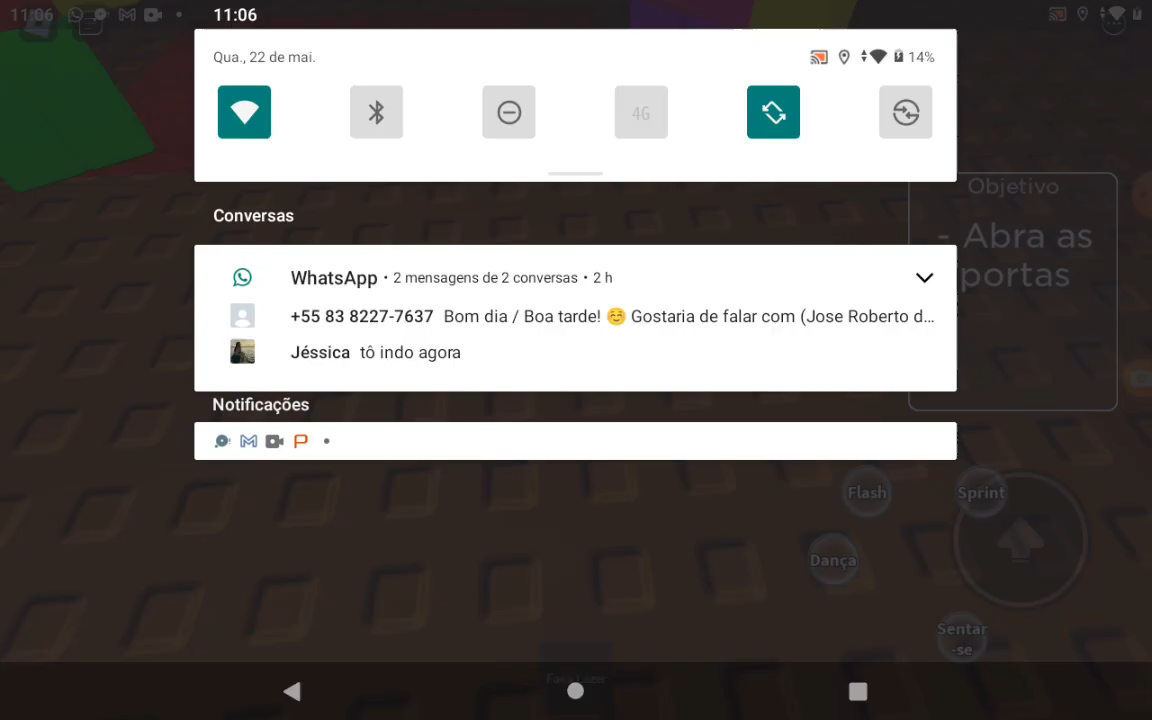 11:06
11:06
Qua., 22 de mai.
14%
4G
Conversas
WhatsApp • 2 mensagens de 2 conversas • 2 h
+55 83 8227-7637 Bom dia / Boa tarde! ☺️ Gostaria de falar com (Jose Roberto d...
Jéssica tô indo agora
Notificações
Objetivo
- Abra as
portas
Flash
Sprint
Dança
Sentar
-se